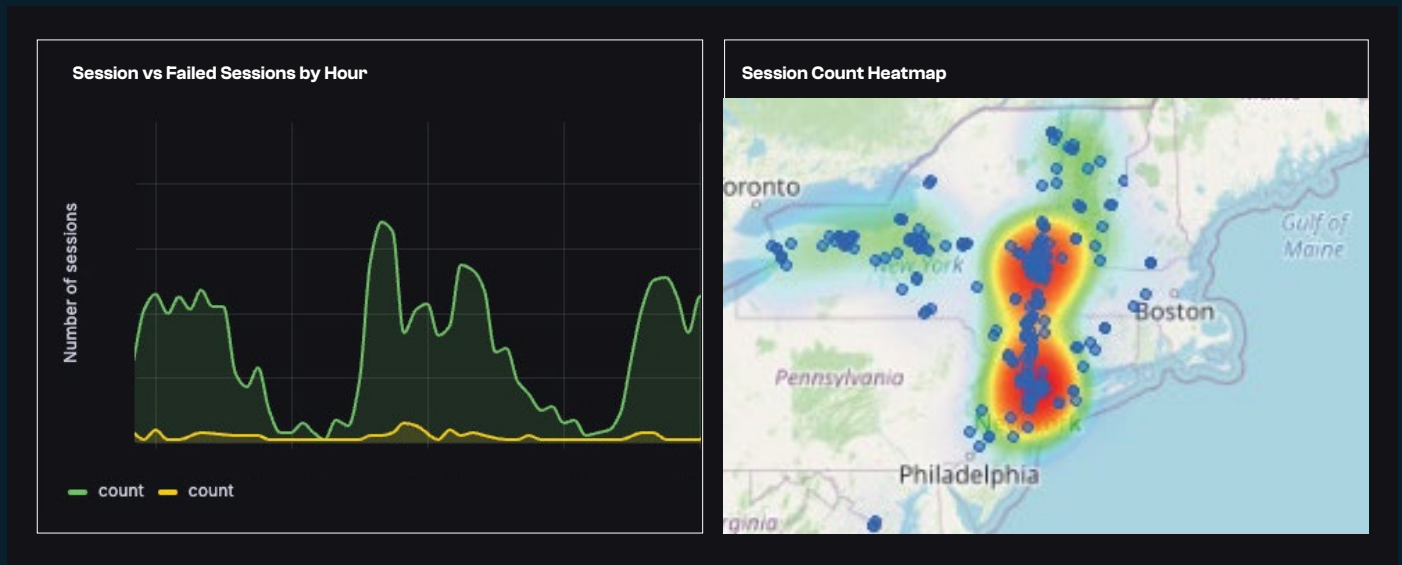 Session vs Failed Sessions by Hour
Number of sessions
count count
Session Count Heatmap
oronto
New York
Gulf of
Maine
Boston
Pennsylvania
Philadelphia
rginia